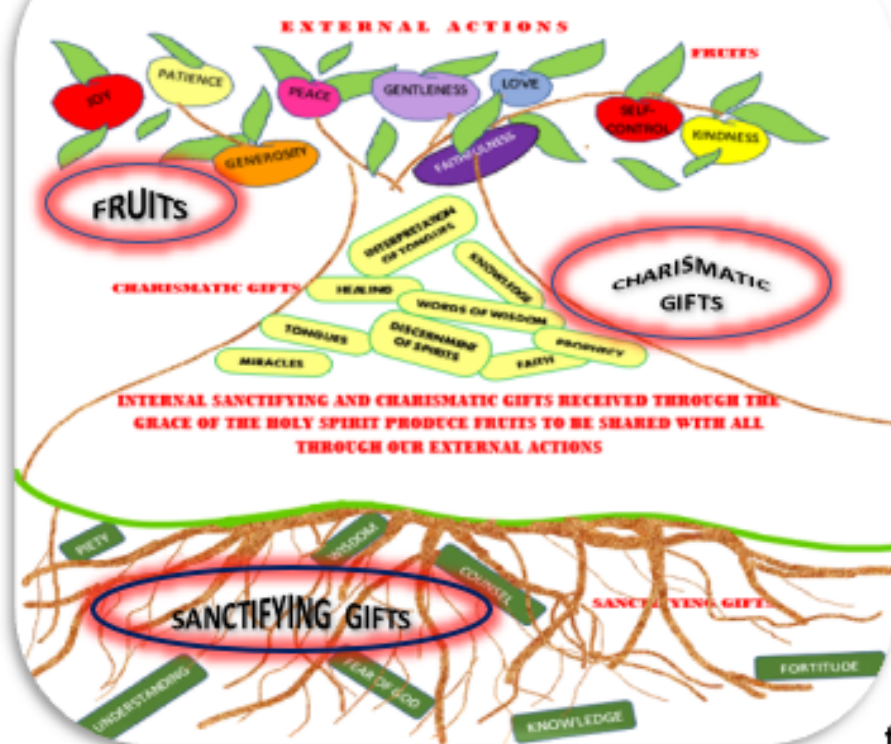 EXTERNAL ACTIONS
FRUITS
JOY
PATIENCE
PEACE
GENTLENESS
LOVE
SELF-
CONTROL
KINDNESS
GENEROSITY
FAITHFULNESS
FRUITS
INTERPRETATION
OF TONGUES
KNOWLEDGE
CHARISMATIC
GIFTS
CHARISMATIC GIFTS
HEALING
WORDS OF WISDOM
TONGUES
DISCERNMENT
OF SPIRITS
PROPHECY
MIRACLES
FAITH
INTERNAL SANCTIFYING AND CHARISMATIC GIFTS RECEIVED THROUGH THE
GRACE OF THE HOLY SPIRIT PRODUCE FRUITS TO BE SHARED WITH ALL
THROUGH OUR EXTERNAL ACTIONS
PIETY
WISDOM
COUNSEL
SANCTIFYING GIFTS
SANCTIFYING GIFTS
UNDERSTANDING
FEAR OF GOD
FORTITUDE
KNOWLEDGE